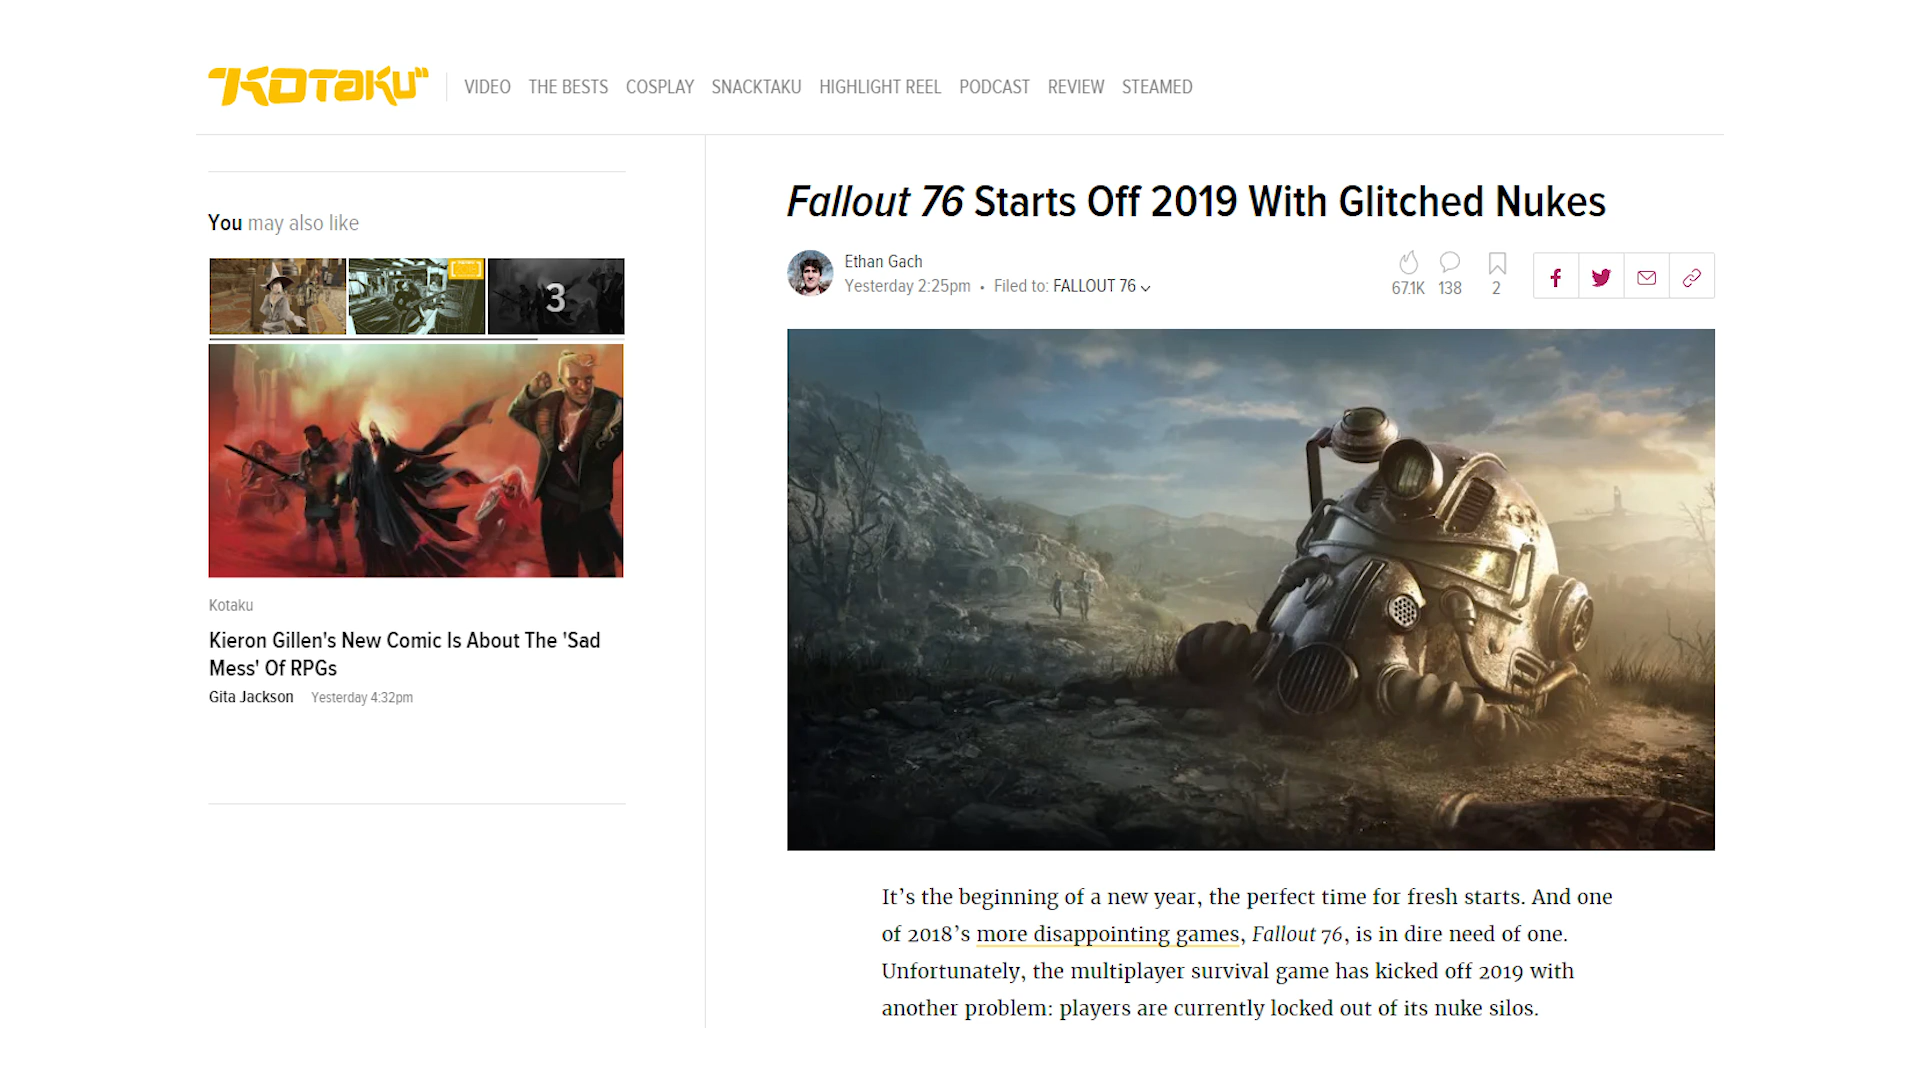 KOTAKU
VIDEO THE BESTS COSPLAY SNACKTAKU HIGHLIGHT REEL PODCAST REVIEW STEAMED
You may also like
3
Kotaku
Kieron Gillen's New Comic Is About The 'Sad
Mess' Of RPGs
Gita Jackson Yesterday 4:32pm
Fallout 76 Starts Off 2019 With Glitched Nukes
Ethan Gach
Yesterday 2:25pm • Filed to: FALLOUT 76
67.1K 138 2
It’s the beginning of a new year, the perfect time for fresh starts. And one
of 2018’s more disappointing games, Fallout 76, is in dire need of one.
Unfortunately, the multiplayer survival game has kicked off 2019 with
another problem: players are currently locked out of its nuke silos.